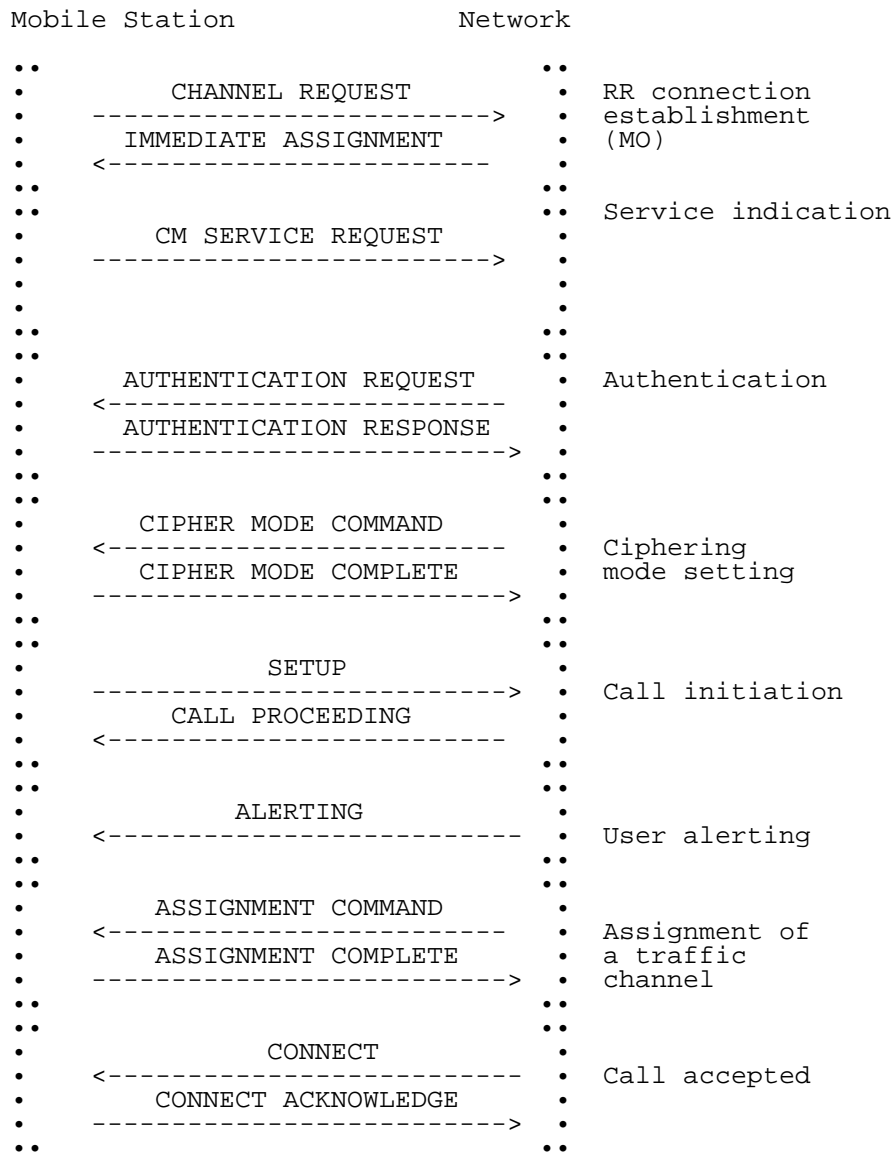 Mobile Station Network
CHANNEL REQUEST RR connection
establishment
IMMEDIATE ASSIGNMENT (MO)
Service indication
CM SERVICE REQUEST
AUTHENTICATION REQUEST Authentication
AUTHENTICATION RESPONSE
CIPHER MODE COMMAND
Ciphering
CIPHER MODE COMPLETE mode setting
SETUP
Call initiation
CALL PROCEEDING
ALERTING
User alerting
ASSIGNMENT COMMAND
Assignment of
ASSIGNMENT COMPLETE a traffic
channel
CONNECT
Call accepted
CONNECT ACKNOWLEDGE